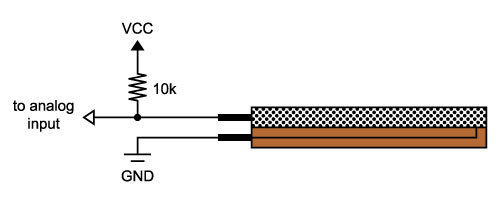 VCC
10k
to analog
input
GND